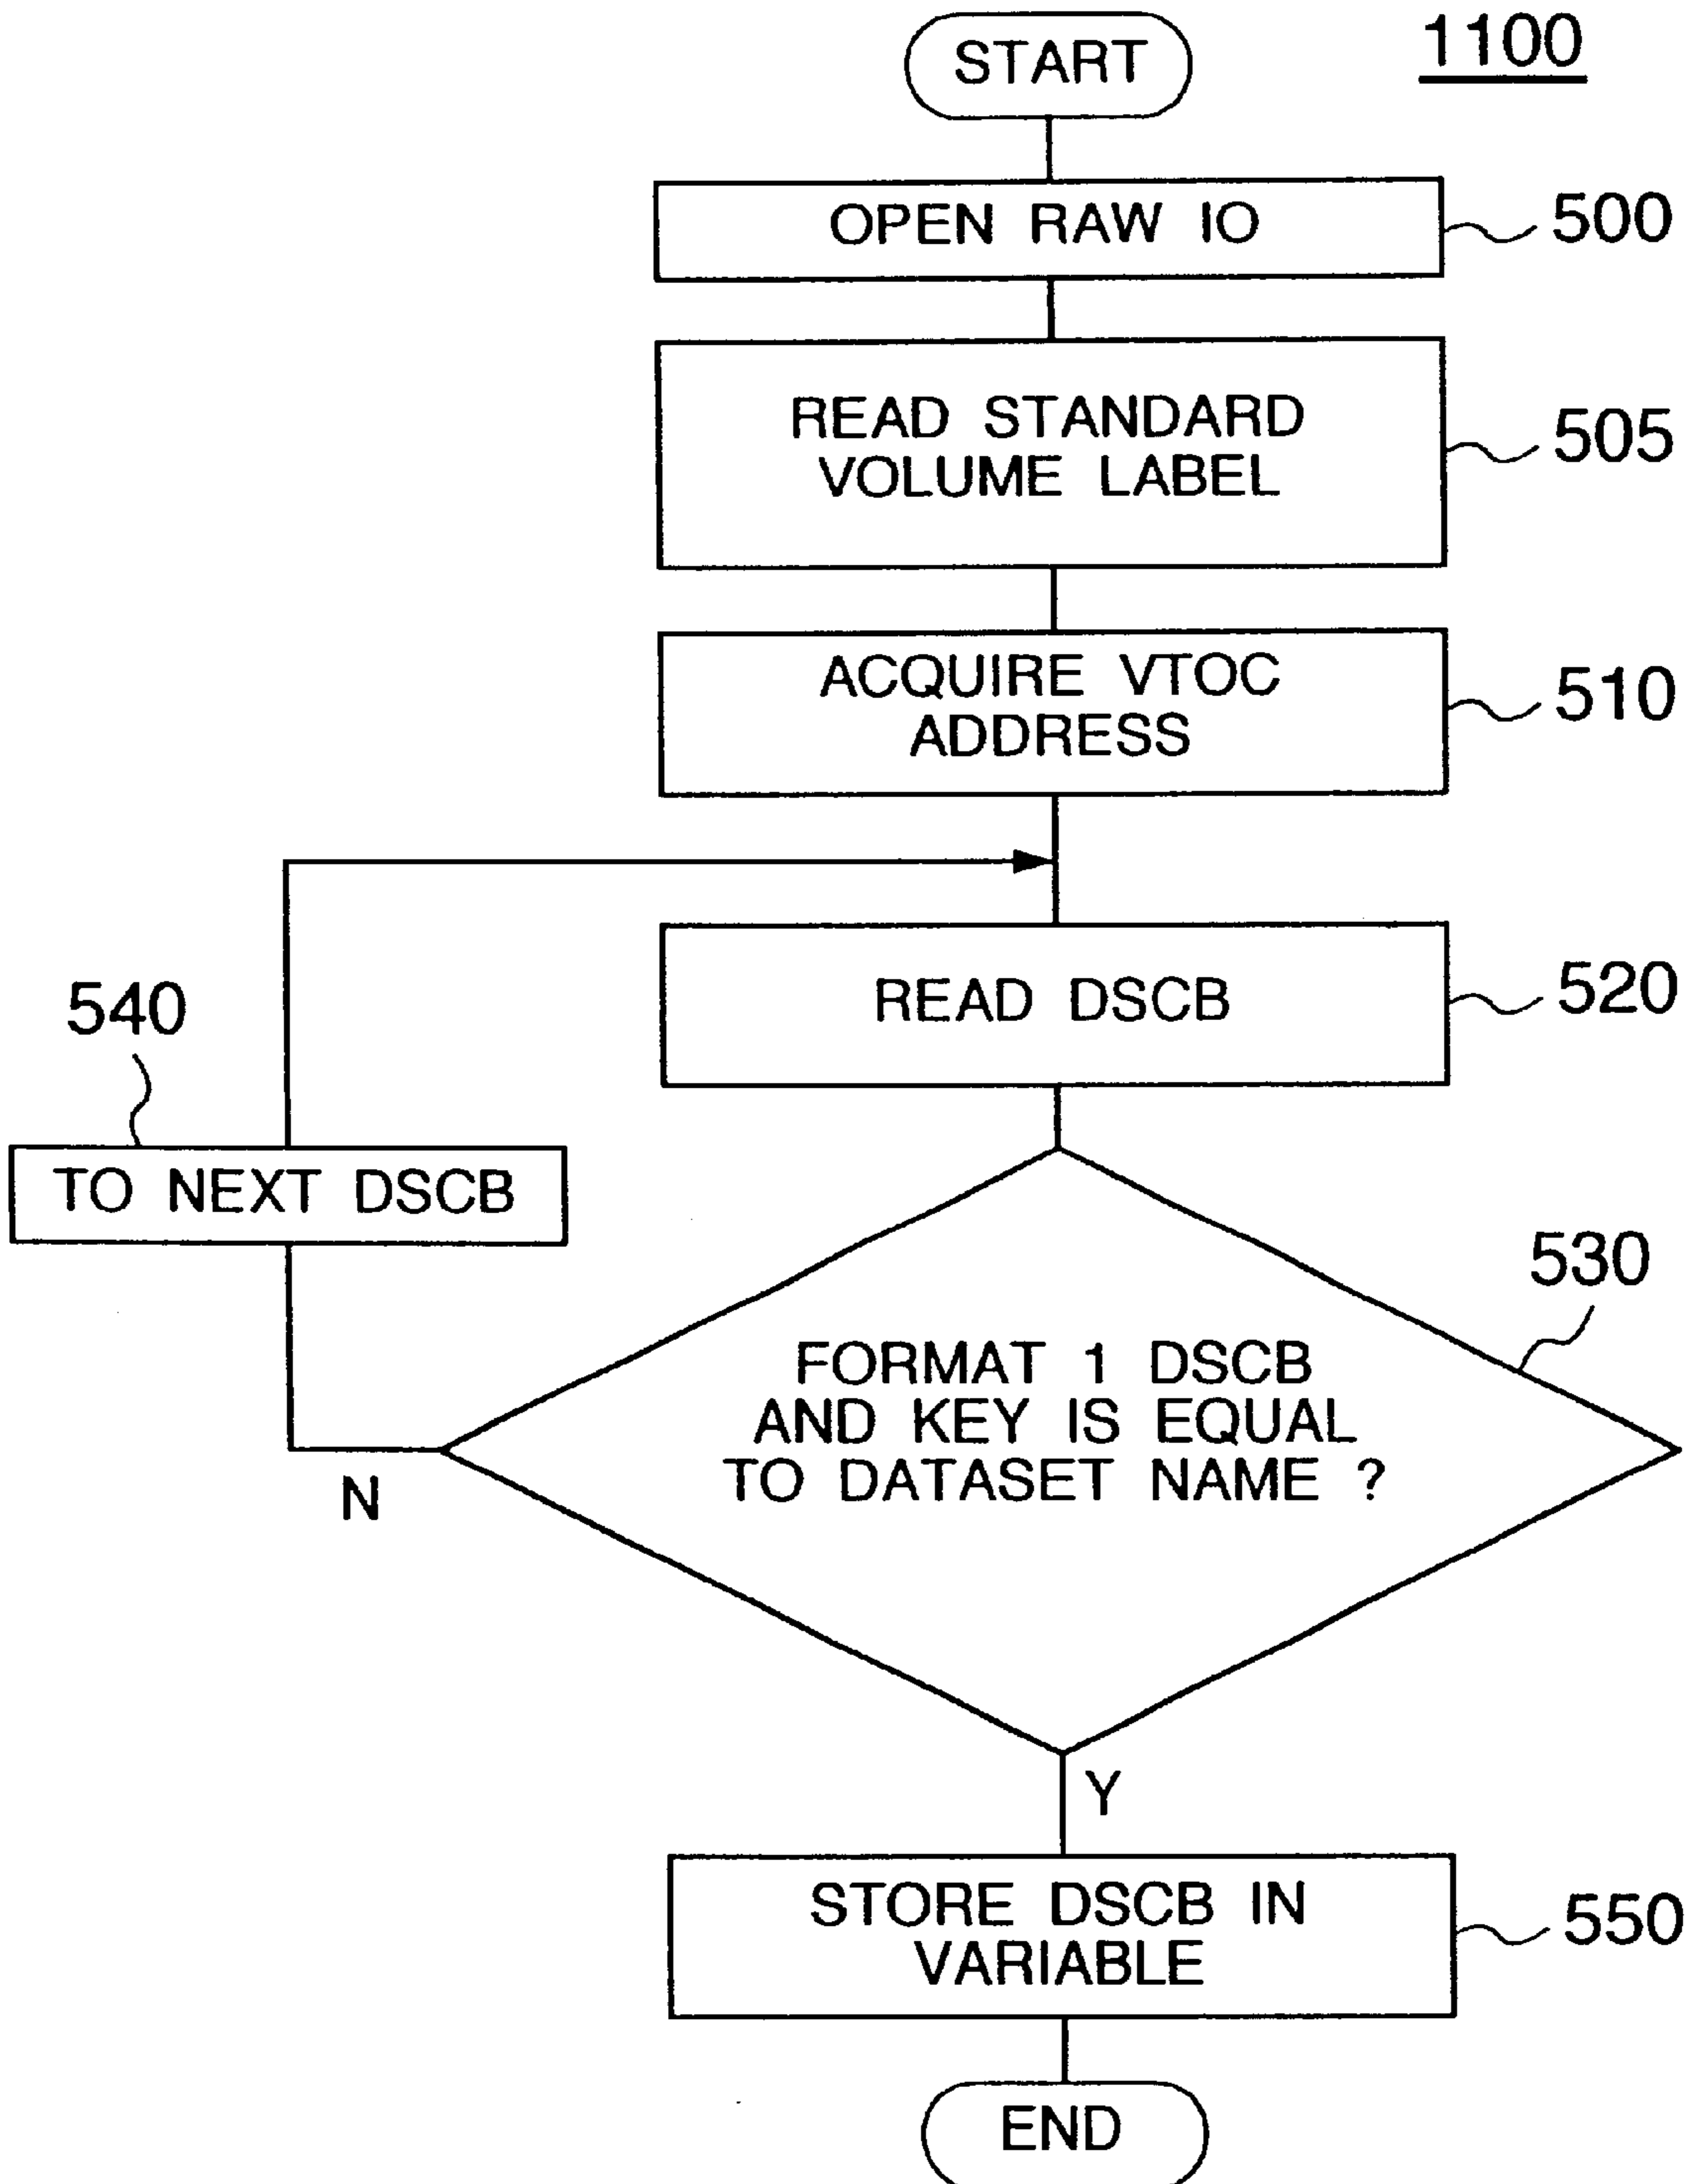 START
1100
OPEN RAW IO
500
READ STANDARD
VOLUME LABEL
505
ACQUIRE VTOC
ADDRESS
510
READ DSCB
520
540
TO NEXT DSCB
530
FORMAT 1 DSCB
AND KEY IS EQUAL
TO DATASET NAME ?
N
Y
STORE DSCB IN
VARIABLE
550
END